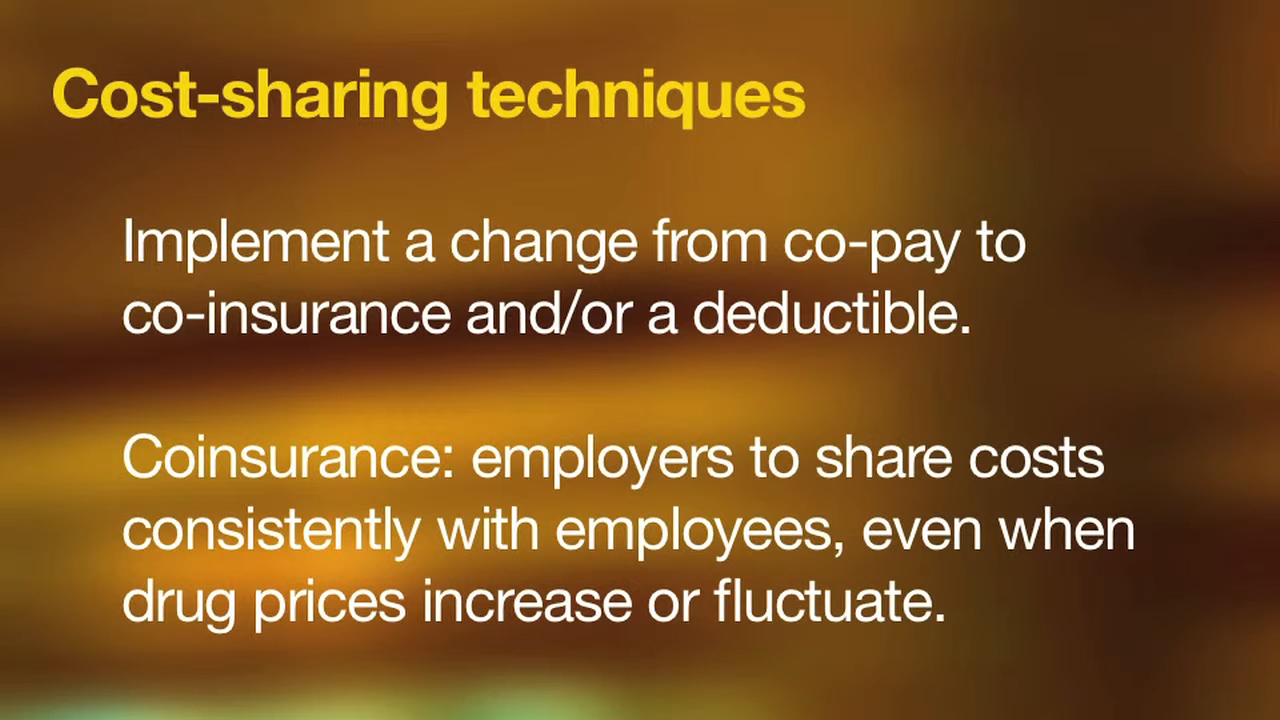 Cost-sharing techniques
Implement a change from co-pay to
co-insurance and/or a deductible.
Coinsurance: employers to share costs
consistently with employees, even when
drug prices increase or fluctuate.